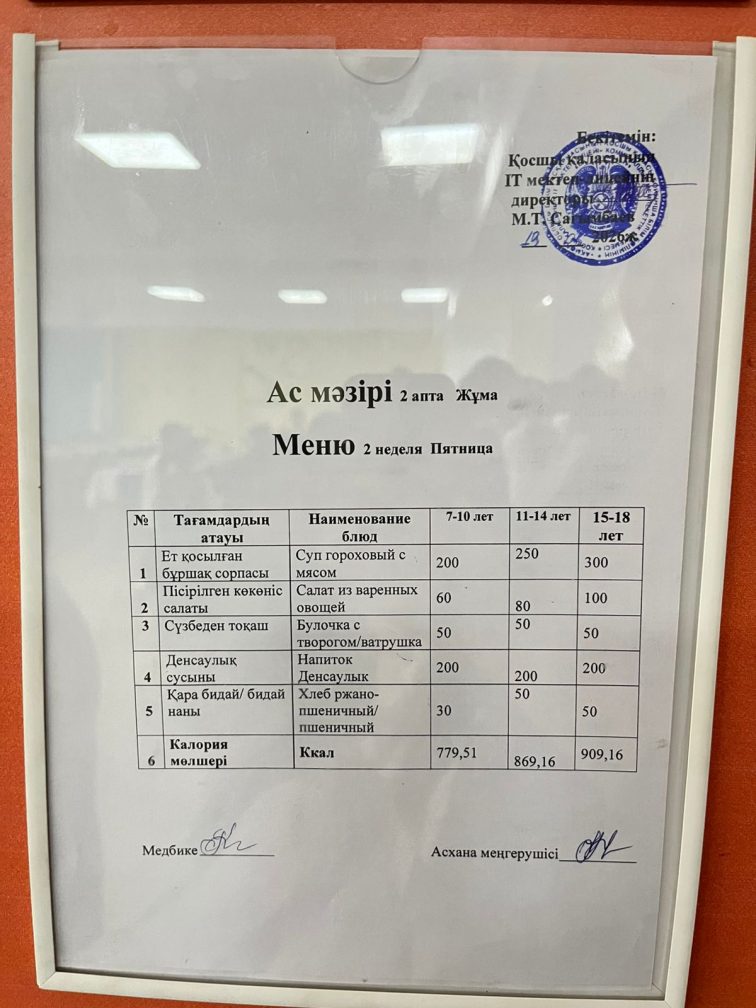 Бекітемін:
Қосшы қаласының
IT мектеп-лицейінің
директоры
М.Т. Сагымбаев
19 2026ж
Ас мәзірі 2 апта Жұма
Меню 2 неделя Пятница
№ Тағамдардың атауы Наименование блюд 7-10 лет 11-14 лет 15-18 лет
1 Ет қосылған бұршақ сорпасы Суп гороховый с мясом 200 250 300
2 Пісірілген көкөніс салаты Салат из варенных овощей 60 80 100
3 Сүзбеден тоқаш Булочка с творогом/ватрушка 50 50 50
4 Денсаулық сусыны Напиток Денсаулык 200 200 200
5 Қара бидай/ бидай наны Хлеб ржано-пшеничный/ пшеничный 30 50 50
6 Калория мөлшері Ккал 779,51 869,16 909,16
Медбике
Асхана меңгерушісі